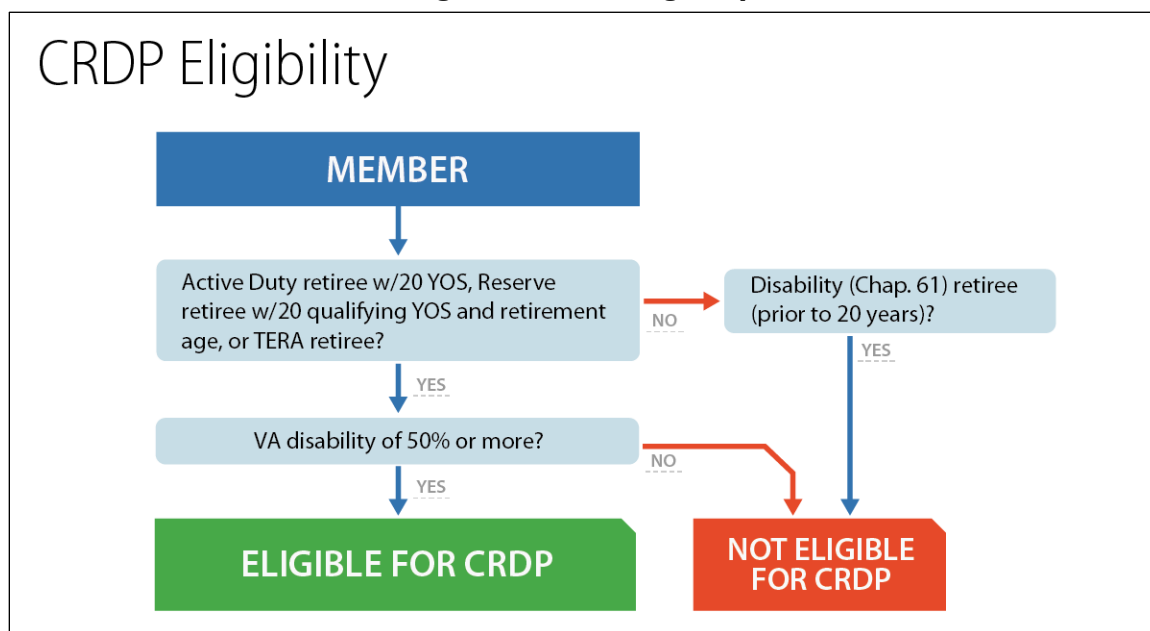 CRDP Eligibility
MEMBER
Active Duty retiree w/20 YOS, Reserve
retiree w/20 qualifying YOS and retirement
age, or TERA retiree?
NO
Disability (Chap. 61) retiree
(prior to 20 years)?
YES
YES
VA disability of 50% or more?
NO
YES
ELIGIBLE FOR CRDP
NOT ELIGIBLE
FOR CRDP